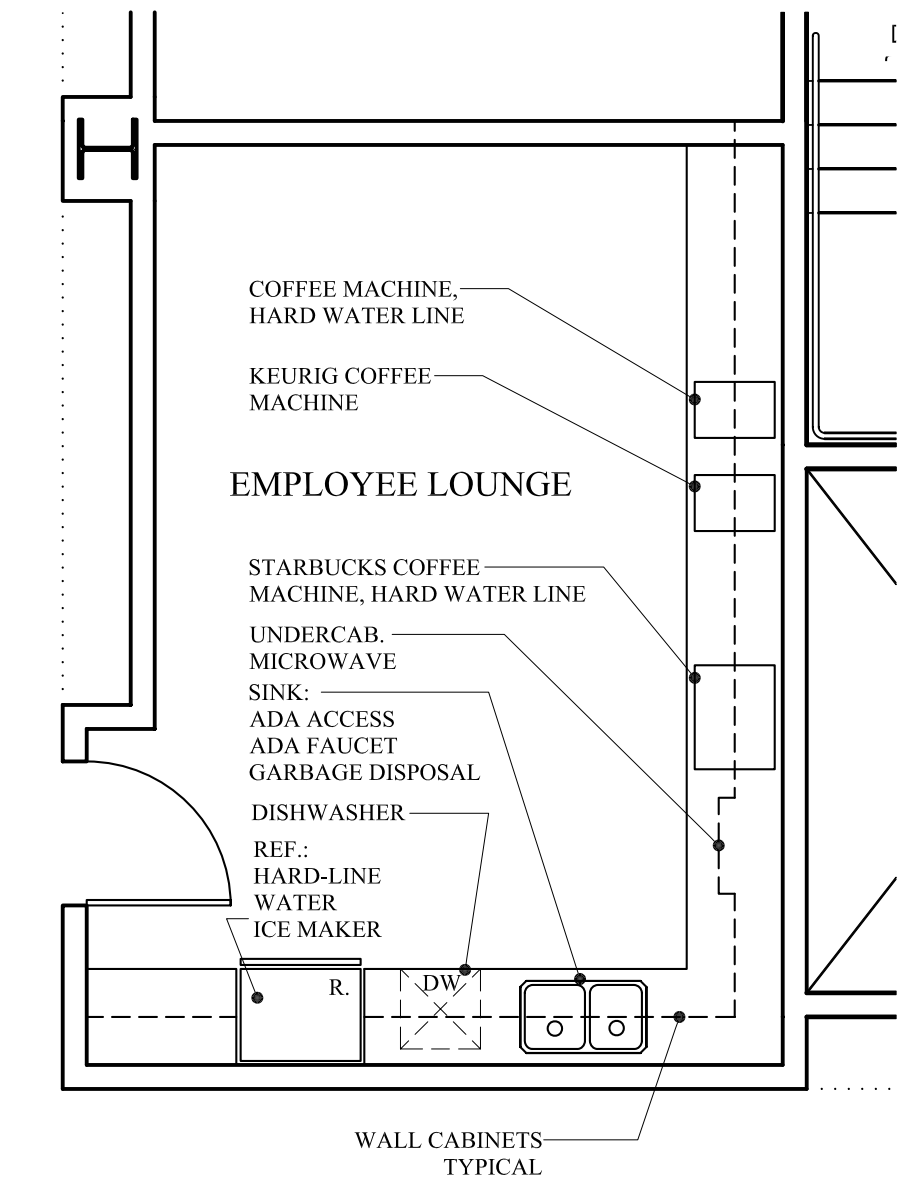 COFFEE MACHINE,
HARD WATER LINE
KEURIG COFFEE
MACHINE
EMPLOYEE LOUNGE
STARBUCKS COFFEE
MACHINE, HARD WATER LINE
UNDERCAB.
MICROWAVE
SINK:
ADA ACCESS
ADA FAUCET
GARBAGE DISPOSAL
DISHWASHER
REF.:
HARD-LINE
WATER
ICE MAKER
R.
DW
WALL CABINETS
TYPICAL